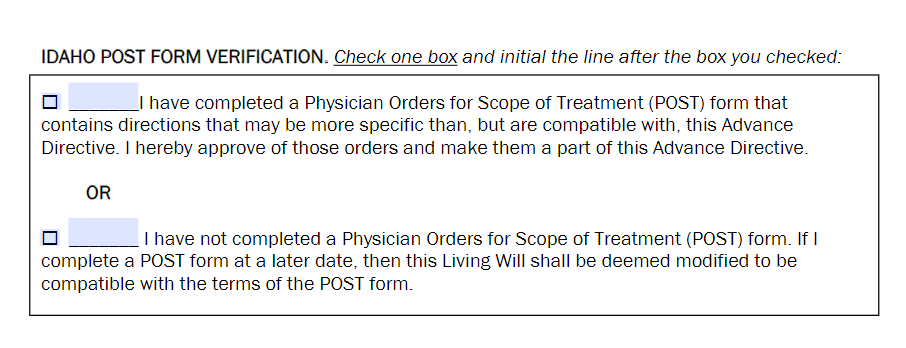 IDAHO POST FORM VERIFICATION. Check one box and initial the line after the box you checked:
_______I have completed a Physician Orders for Scope of Treatment (POST) form that
contains directions that may be more specific than, but are compatible with, this Advance
Directive. I hereby approve of those orders and make them a part of this Advance Directive.
OR
_______ I have not completed a Physician Orders for Scope of Treatment (POST) form. If I
complete a POST form at a later date, then this Living Will shall be deemed modified to be
compatible with the terms of the POST form.